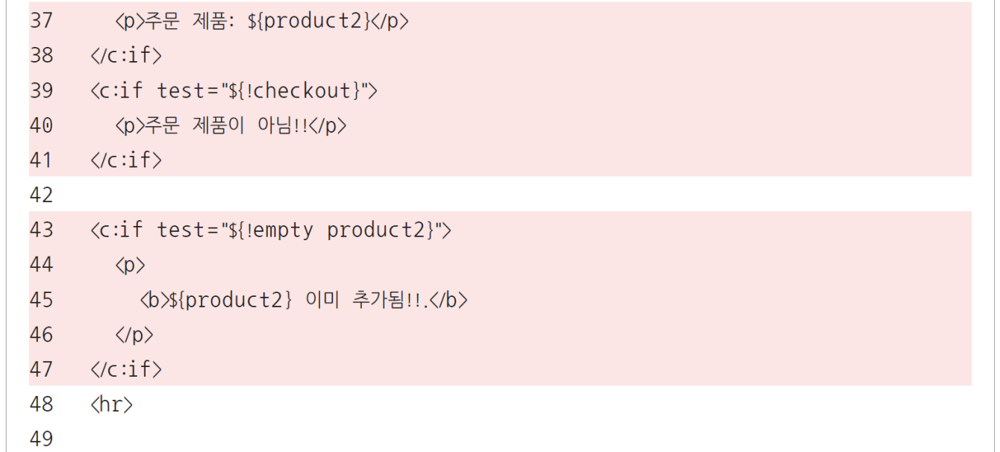 37     <p>주문 제품: ${product2}</p>
38   </c:if>
39   <c:if test="${!checkout}">
40     <p>주문 제품이 아님!!</p>
41   </c:if>
42
43   <c:if test="${!empty product2}">
44     <p>
45       <b>${product2} 이미 추가됨!!.</b>
46     </p>
47   </c:if>
48   <hr>
49